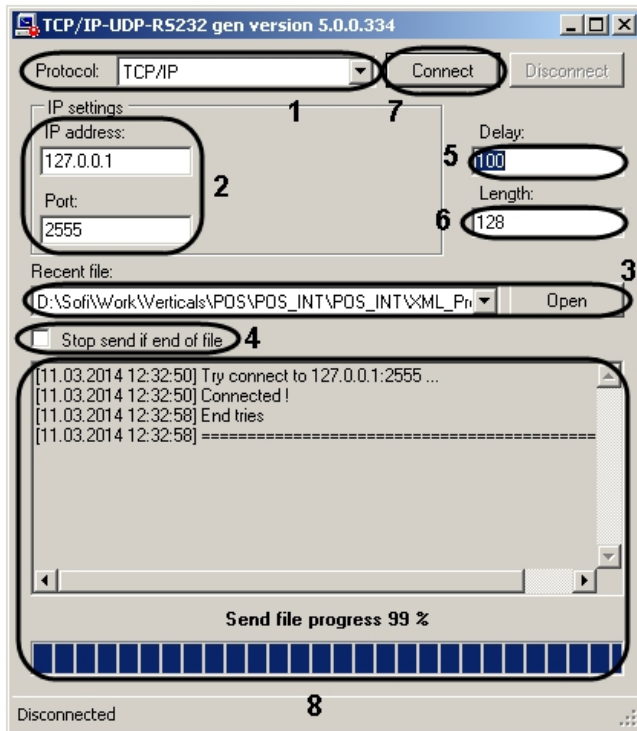 TCP/IP-UDP-RS232 gen version 5.0.0.334
Protocol: TCP/IP Connect Disconnect
1 7
IP settings
IP address: Delay:
127.0.0.1 5 100
2
Port: Length:
2555 6 128
Recent file: 3
D:\Sofi\Work\Verticals\POS\POS_INT\POS_INT\XML_Pr Open
Stop send if end of file 4
[11.03.2014 12:32:50] Try connect to 127.0.0.1:2555 ...
[11.03.2014 12:32:50] Connected !
[11.03.2014 12:32:58] End tries
[11.03.2014 12:32:58] ==========================================
Send file progress 99 %
8
Disconnected